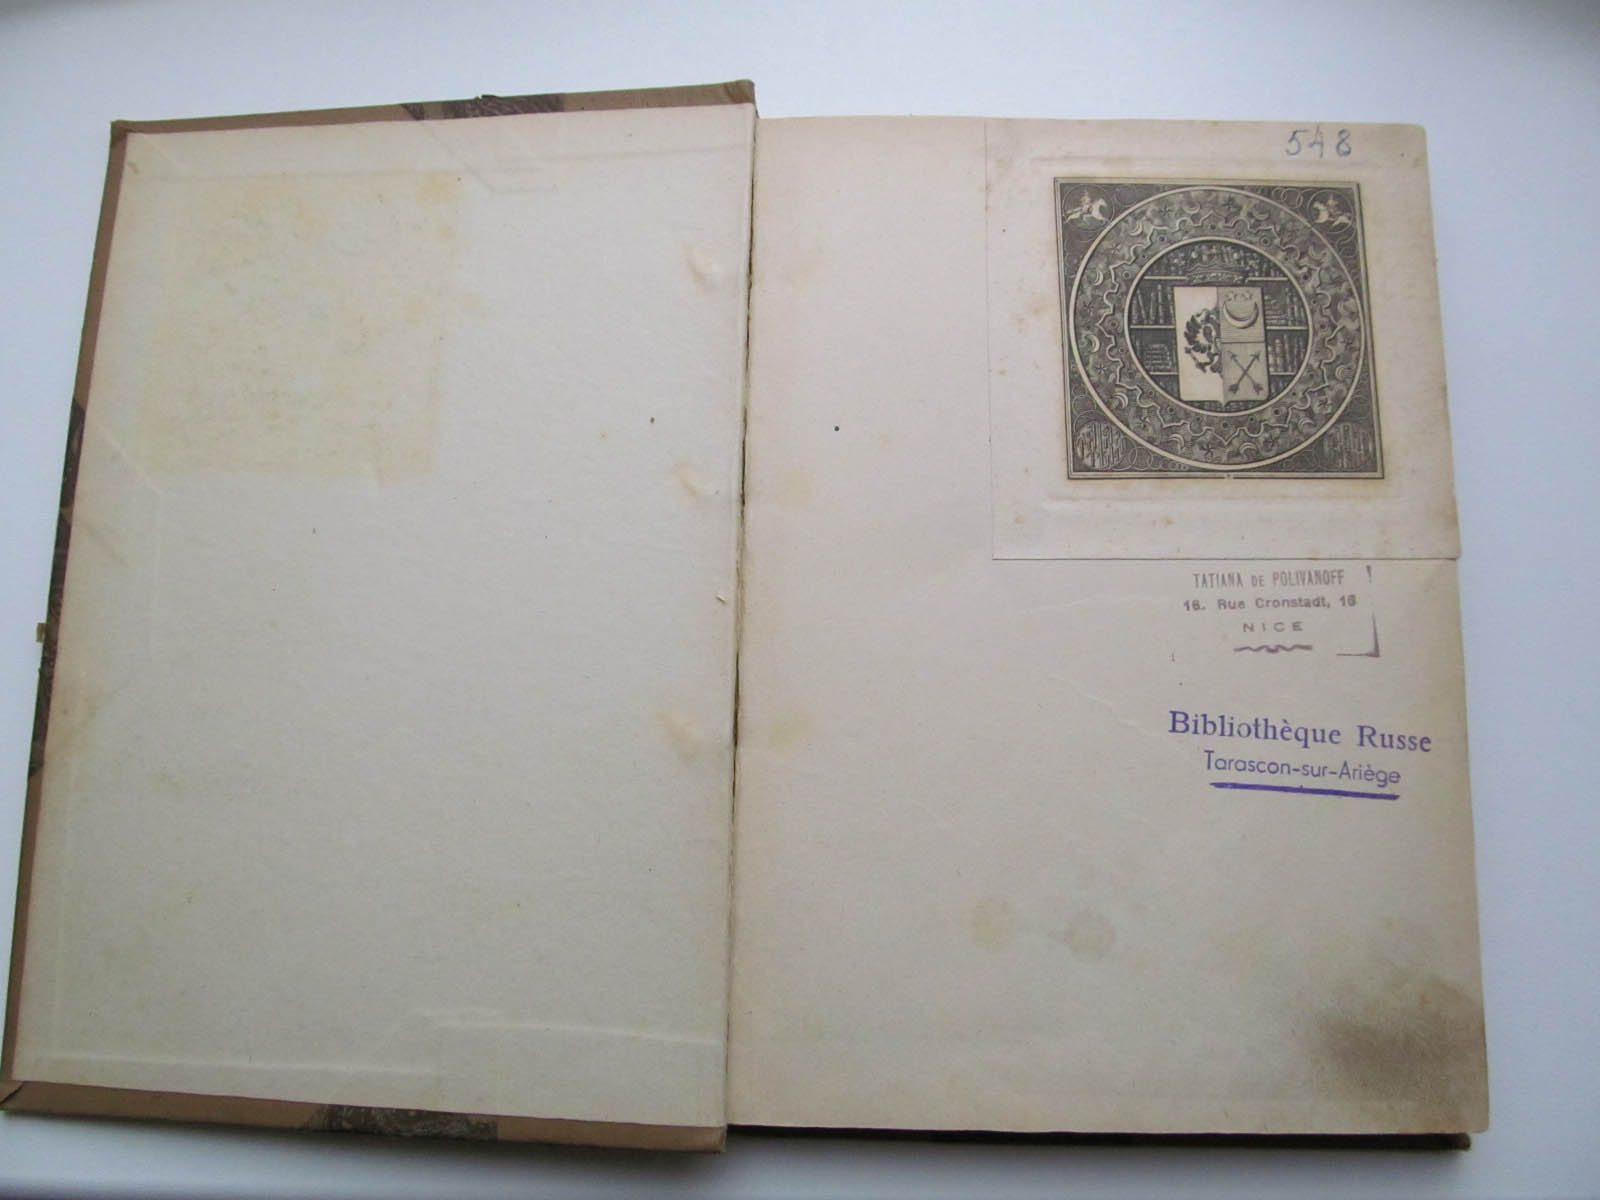 548
TATIANA DE POLIVANOFF
16. Rue Cronstadt, 16
NICE
Bibliothèque Russe
Tarascon-sur-Ariège